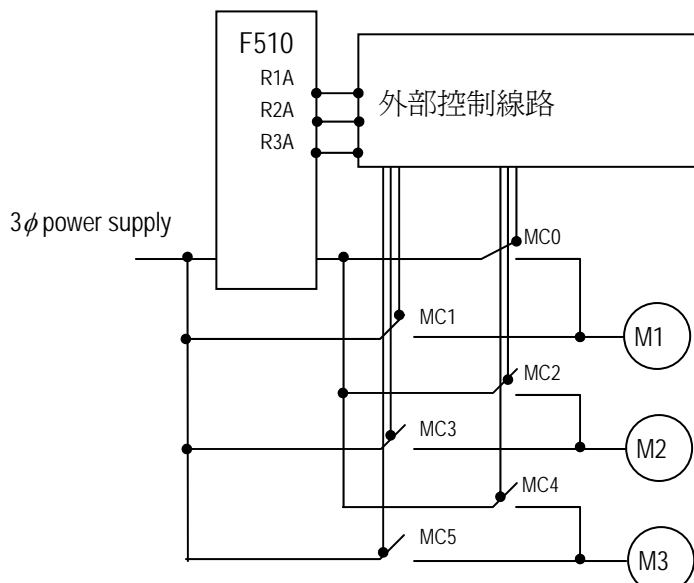 F510
R1A
R2A
R3A
外部控制線路
3ϕ power supply
MC0
MC1
M1
MC2
MC3
M2
MC4
MC5
M3